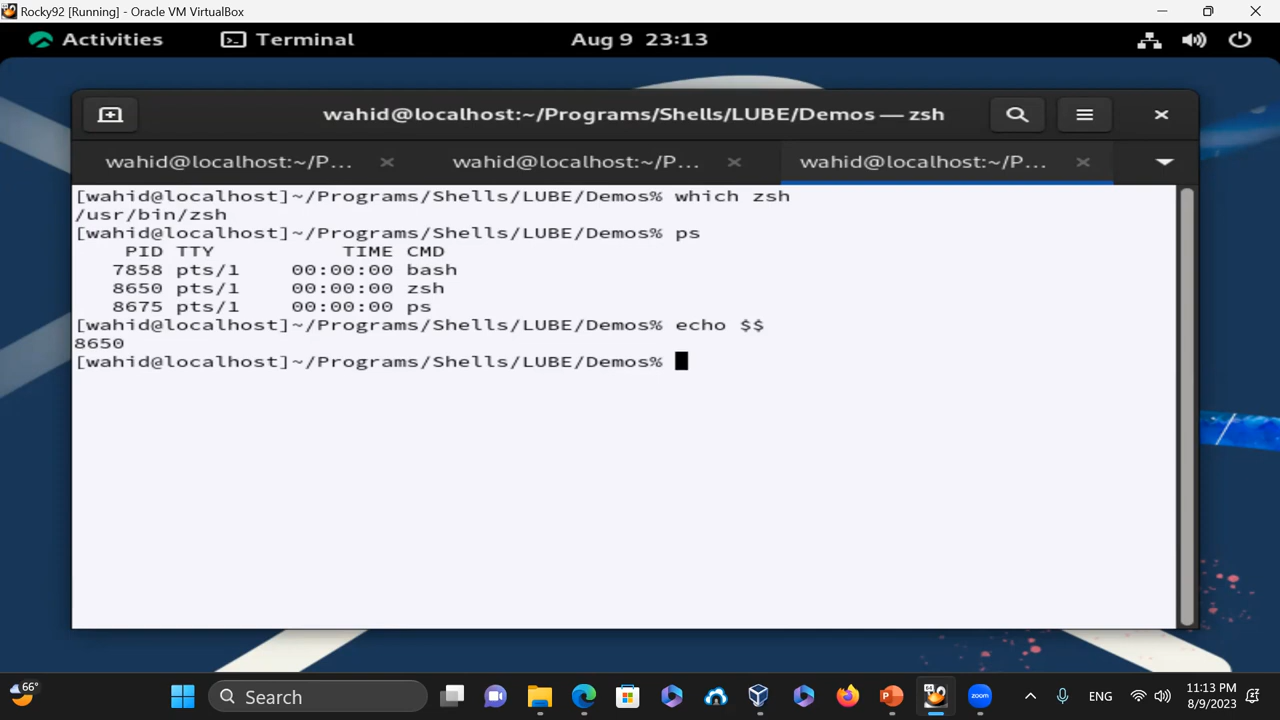 Rocky92 [Running] - Oracle VM VirtualBox
Activities Terminal Aug 9 23:13
wahid@localhost:~/Programs/Shells/LUBE/Demos — zsh
wahid@localhost:~/P... wahid@localhost:~/P... wahid@localhost:~/P...
[wahid@localhost]~/Programs/Shells/LUBE/Demos% which zsh
/usr/bin/zsh
[wahid@localhost]~/Programs/Shells/LUBE/Demos% ps
PID TTY TIME CMD
7858 pts/1 00:00:00 bash
8650 pts/1 00:00:00 zsh
8675 pts/1 00:00:00 ps
[wahid@localhost]~/Programs/Shells/LUBE/Demos% echo $$
8650
[wahid@localhost]~/Programs/Shells/LUBE/Demos%
66°
Search
zoom
ENG
11:13 PM
8/9/2023